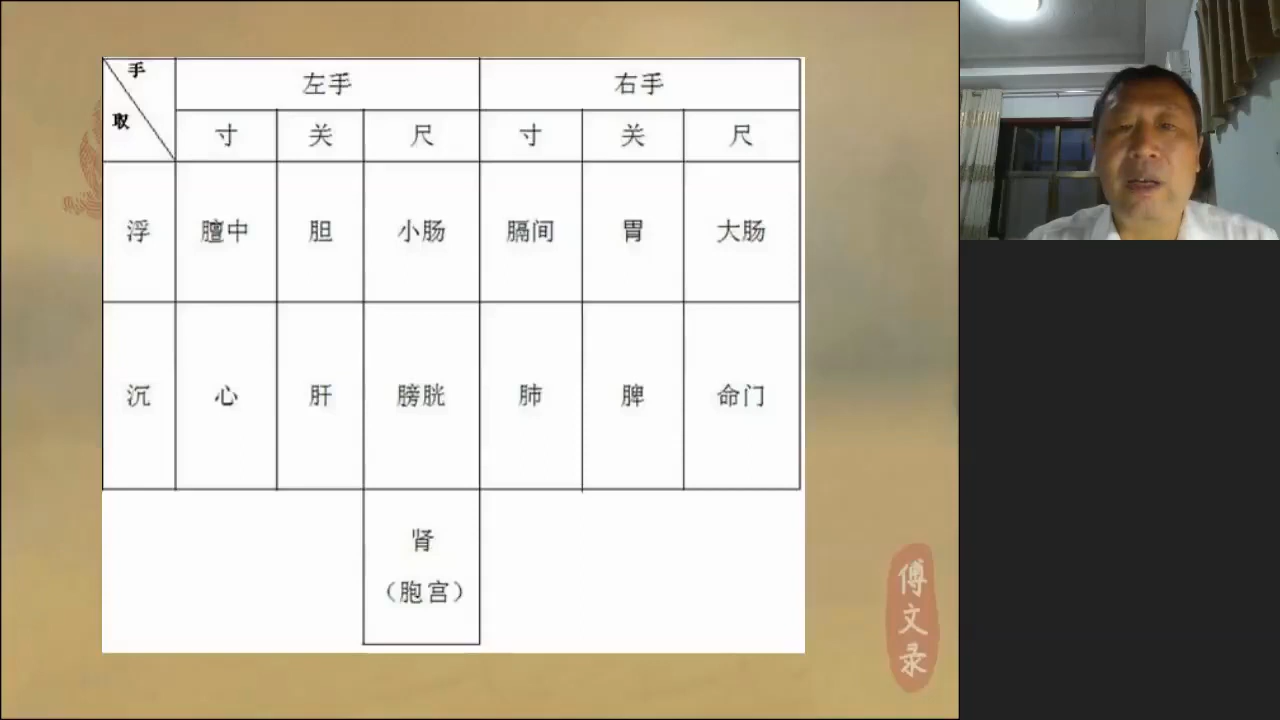 手
取
左手
右手
寸 关 尺 寸 关 尺
浮 膻中 胆 小肠 膈间 胃 大肠
沉 心 肝 膀胱 肺 脾 命门
肾
（胞宫）
傅文录